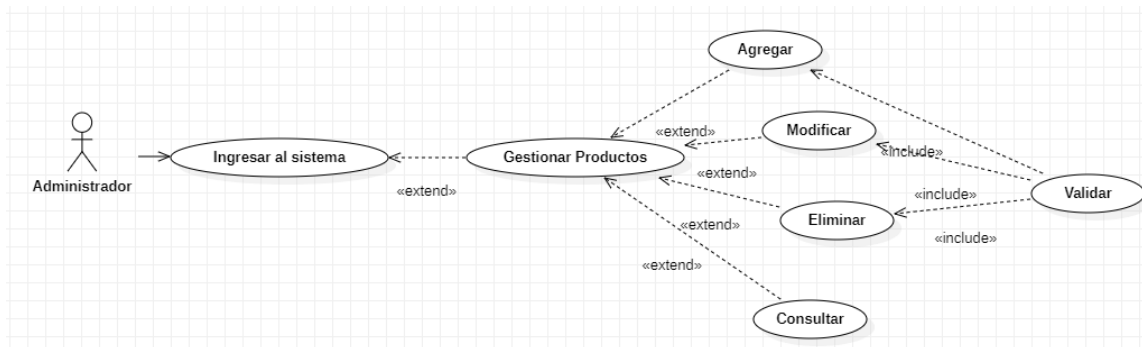 Agregar
«extend»
Modificar
«include»
Administrador
Ingresar al sistema
«extend»
Gestionar Productos
«extend»
«include»
Validar
Eliminar
«extend»
«include»
«extend»
Consultar